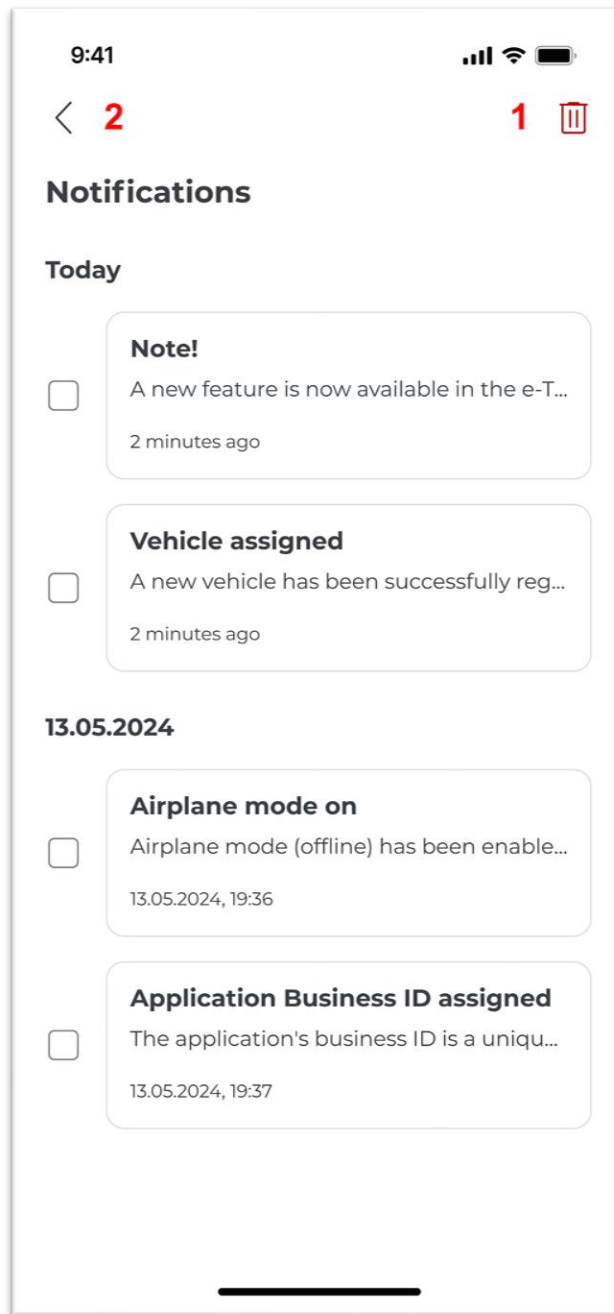 9:41
2 1
Notifications
Today
Note!
A new feature is now available in the e-T...
2 minutes ago
Vehicle assigned
A new vehicle has been successfully reg...
2 minutes ago
13.05.2024
Airplane mode on
Airplane mode (offline) has been enable...
13.05.2024, 19:36
Application Business ID assigned
The application's business ID is a uniqu...
13.05.2024, 19:37